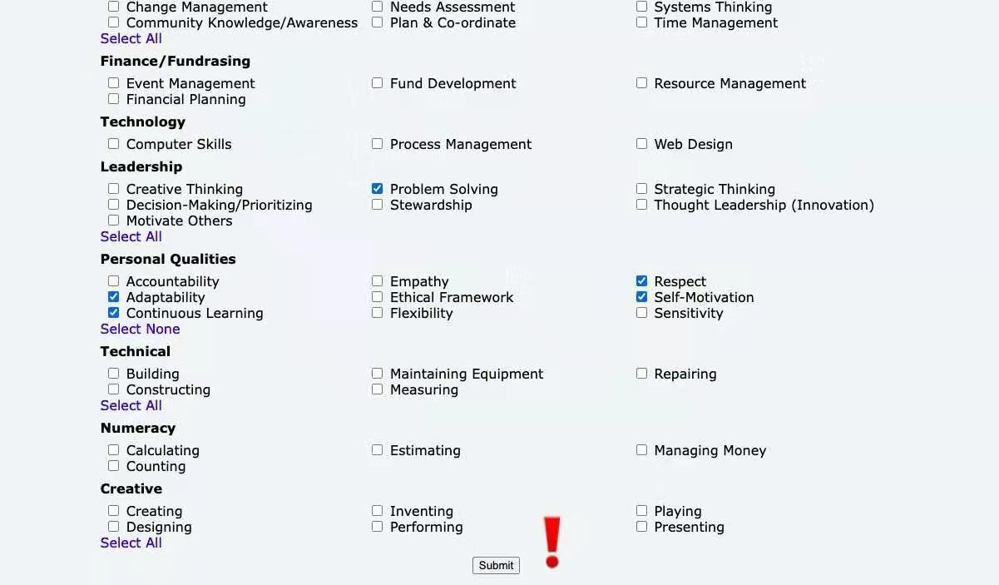 Change Management Needs Assessment Systems Thinking
Community Knowledge/Awareness Plan & Co-ordinate Time Management
Select All
Finance/Fundrasing
Event Management Fund Development Resource Management
Financial Planning
Technology
Computer Skills Process Management Web Design
Leadership
Creative Thinking Problem Solving Strategic Thinking
Decision-Making/Prioritizing Stewardship Thought Leadership (Innovation)
Motivate Others
Select All
Personal Qualities
Accountability Empathy Respect
Adaptability Ethical Framework Self-Motivation
Continuous Learning Flexibility Sensitivity
Select None
Technical
Building Maintaining Equipment Repairing
Constructing Measuring
Select All
Numeracy
Calculating Estimating Managing Money
Counting
Creative
Creating Inventing Playing
Designing Performing Presenting
Select All
Submit